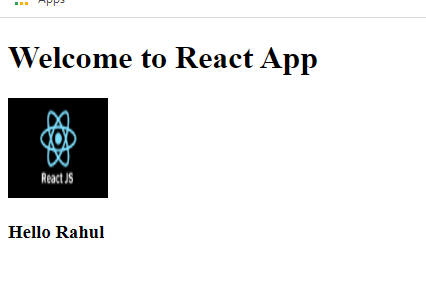 Apps
Welcome to React App
React JS
Hello Rahul